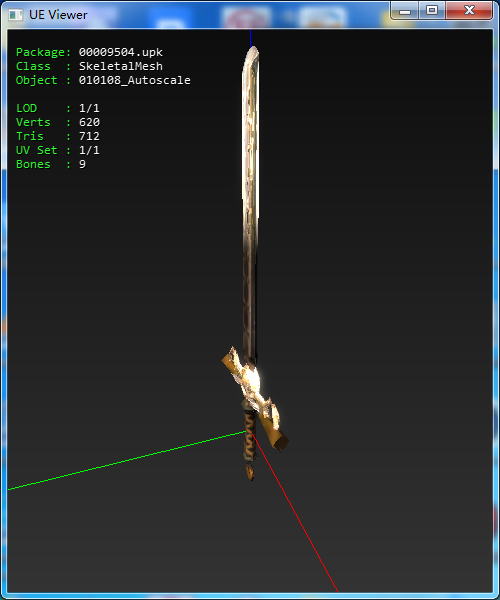 UE Viewer
Package: 00009504.upk
Class : SkeletalMesh
Object : 010108_Autoscale
LOD : 1/1
Verts : 620
Tris : 712
UV Set : 1/1
Bones : 9